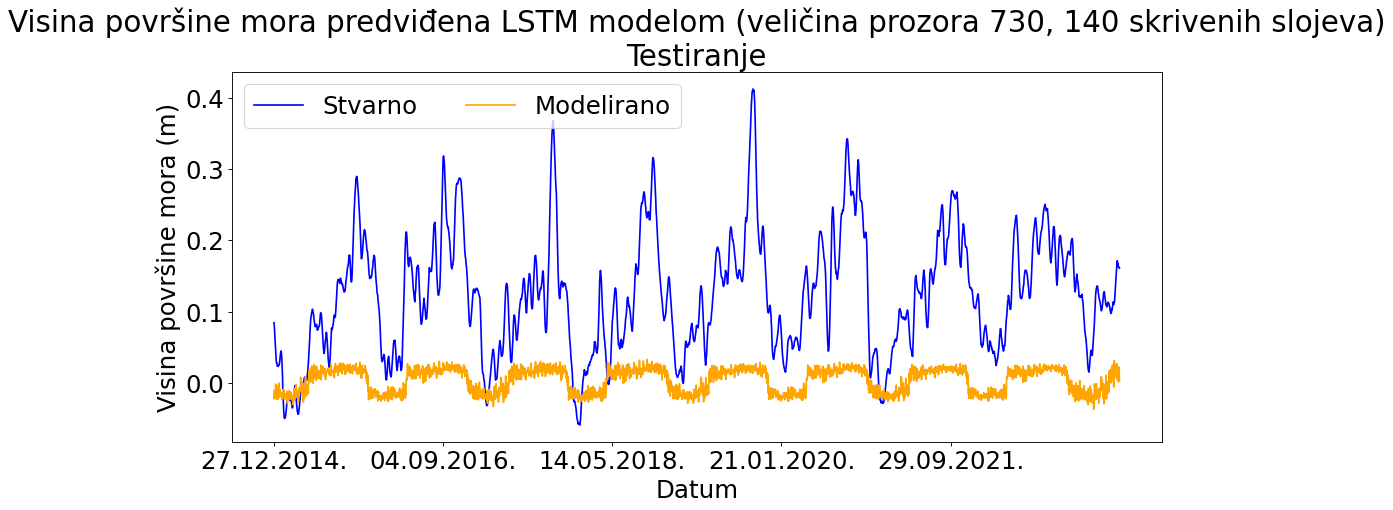 Visina površine mora predviđena LSTM modelom (veličina prozora 730, 140 skrivenih slojeva)
Testiranje
Stvarno Modelirano
Visina površine mora (m)
0.4
0.3
0.2
0.1
0.0
27.12.2014. 04.09.2016. 14.05.2018. 21.01.2020. 29.09.2021.
Datum